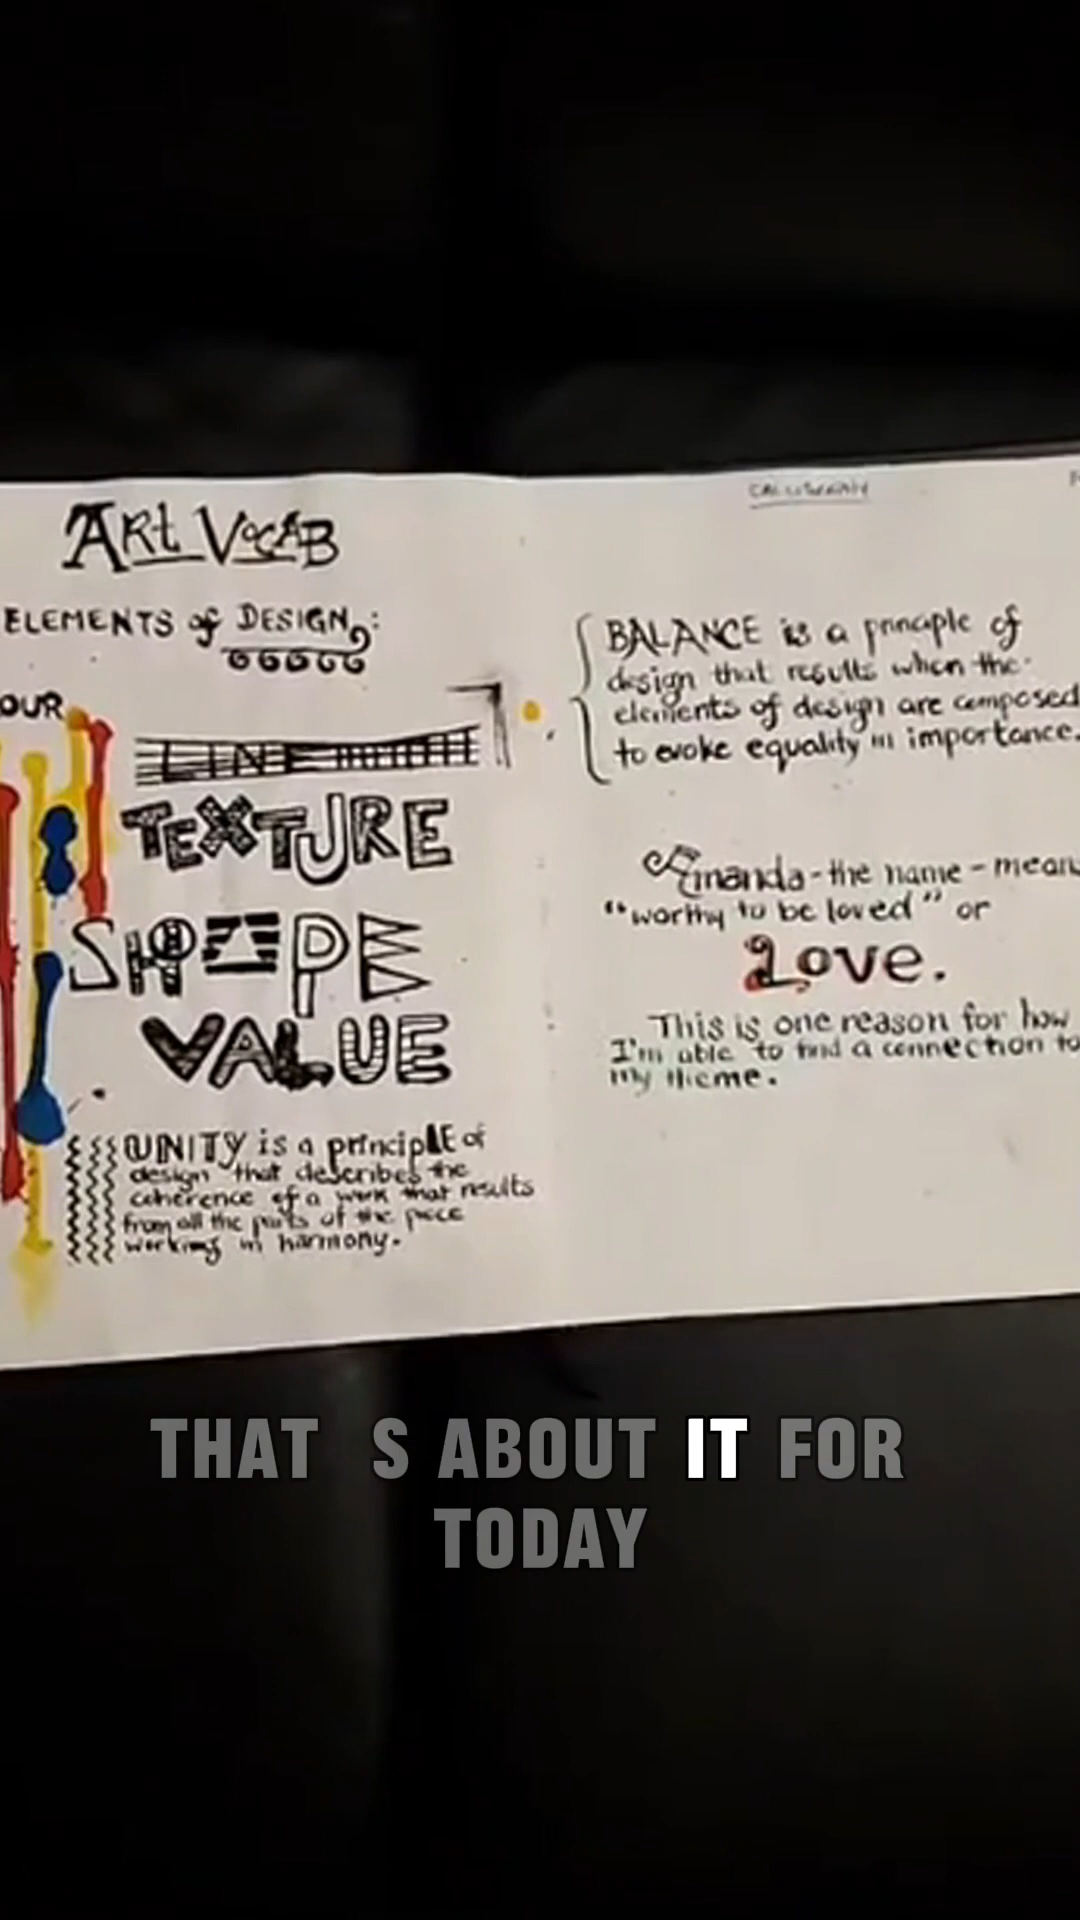 ART VOCAB
ELEMENTS of DESIGN:
OUR
LINE
TEXTURE
SHAPE
VALUE
UNITY is a principLE of
design that describes the
coherence of a work that results
from all the parts of the piece
working in harmony.
CALLIGRAPHY
BALANCE is a principle of
design that results when the
elements of design are composed
to evoke equality in importance.
Amanda - the name - means
"worthy to be loved" or
Love.
This is one reason for how
I'm able to find a connection to
my theme.
THAT S ABOUT IT FOR
TODAY